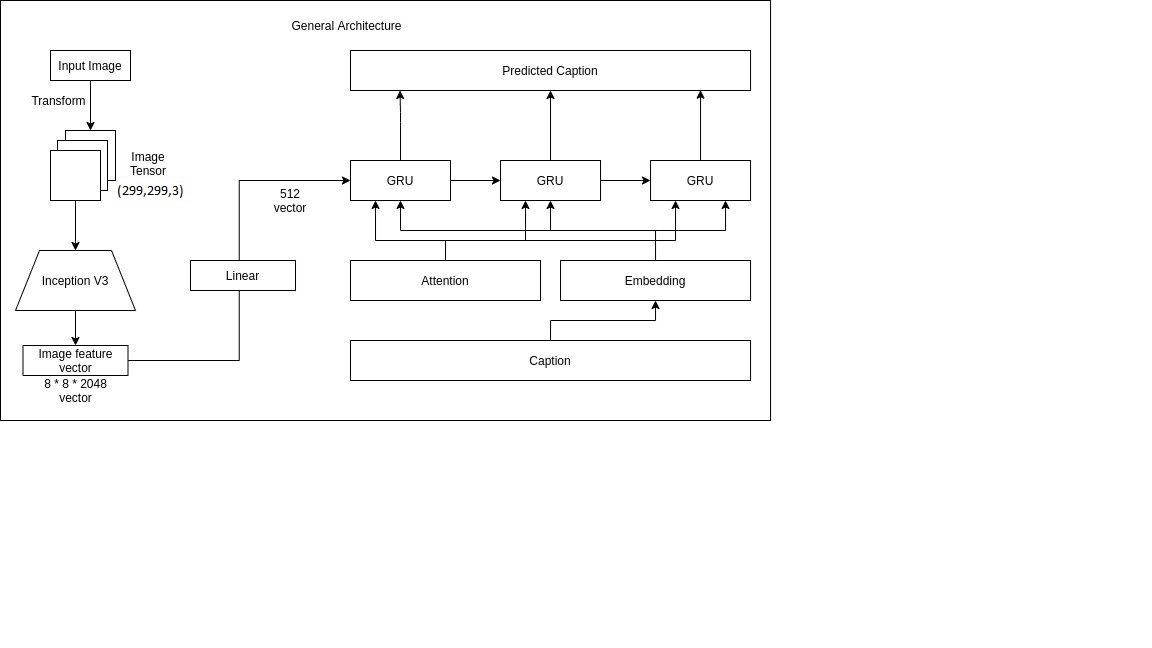 General Architecture
Input Image
Transform
Image
Tensor
(299,299,3)
Inception V3
Image feature
vector
8 * 8 * 2048
vector
Linear
512
vector
Predicted Caption
GRU
GRU
GRU
Attention
Embedding
Caption